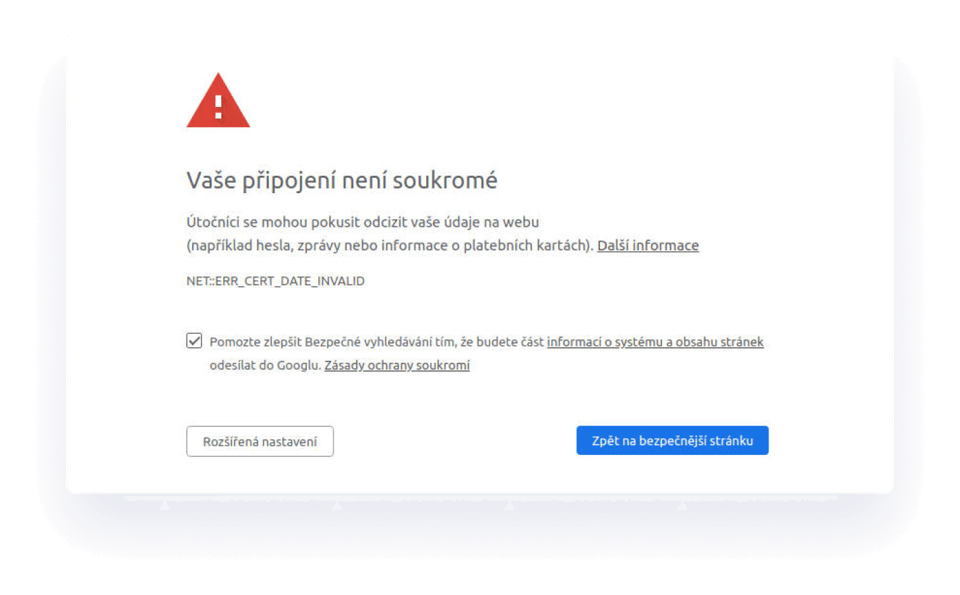 Vaše připojení není soukromé
Útočníci se mohou pokusit odcizit vaše údaje na webu
(například hesla, zprávy nebo informace o platebních kartách). Další informace
NET::ERR_CERT_DATE_INVALID
Pomozte zlepšit Bezpečné vyhledávání tím, že budete část informací o systému a obsahu stránek
odesílat do Googlu. Zásady ochrany soukromí
Rozšířená nastavení
Zpět na bezpečnější stránku